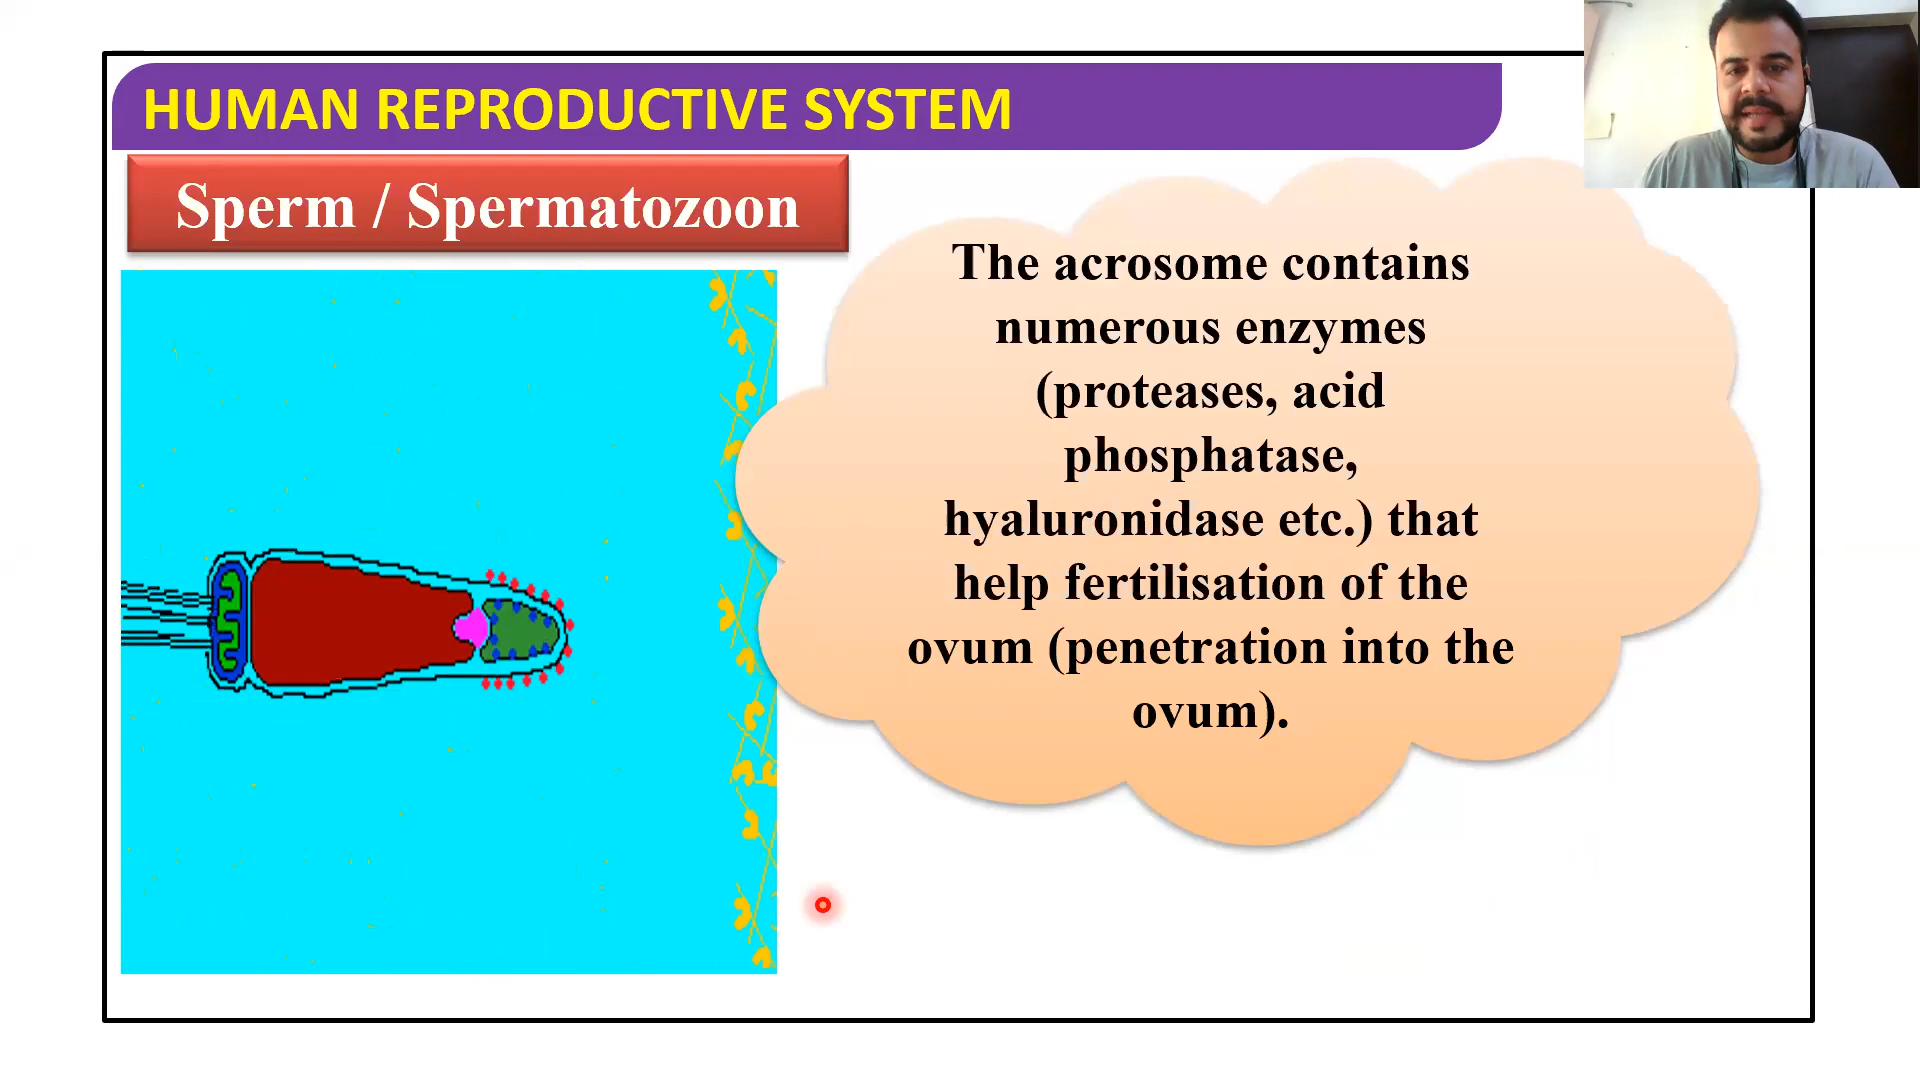 HUMAN REPRODUCTIVE SYSTEM
Sperm / Spermatozoon
The acrosome contains
numerous enzymes
(proteases, acid
phosphatase,
hyaluronidase etc.) that
help fertilisation of the
ovum (penetration into the
ovum).